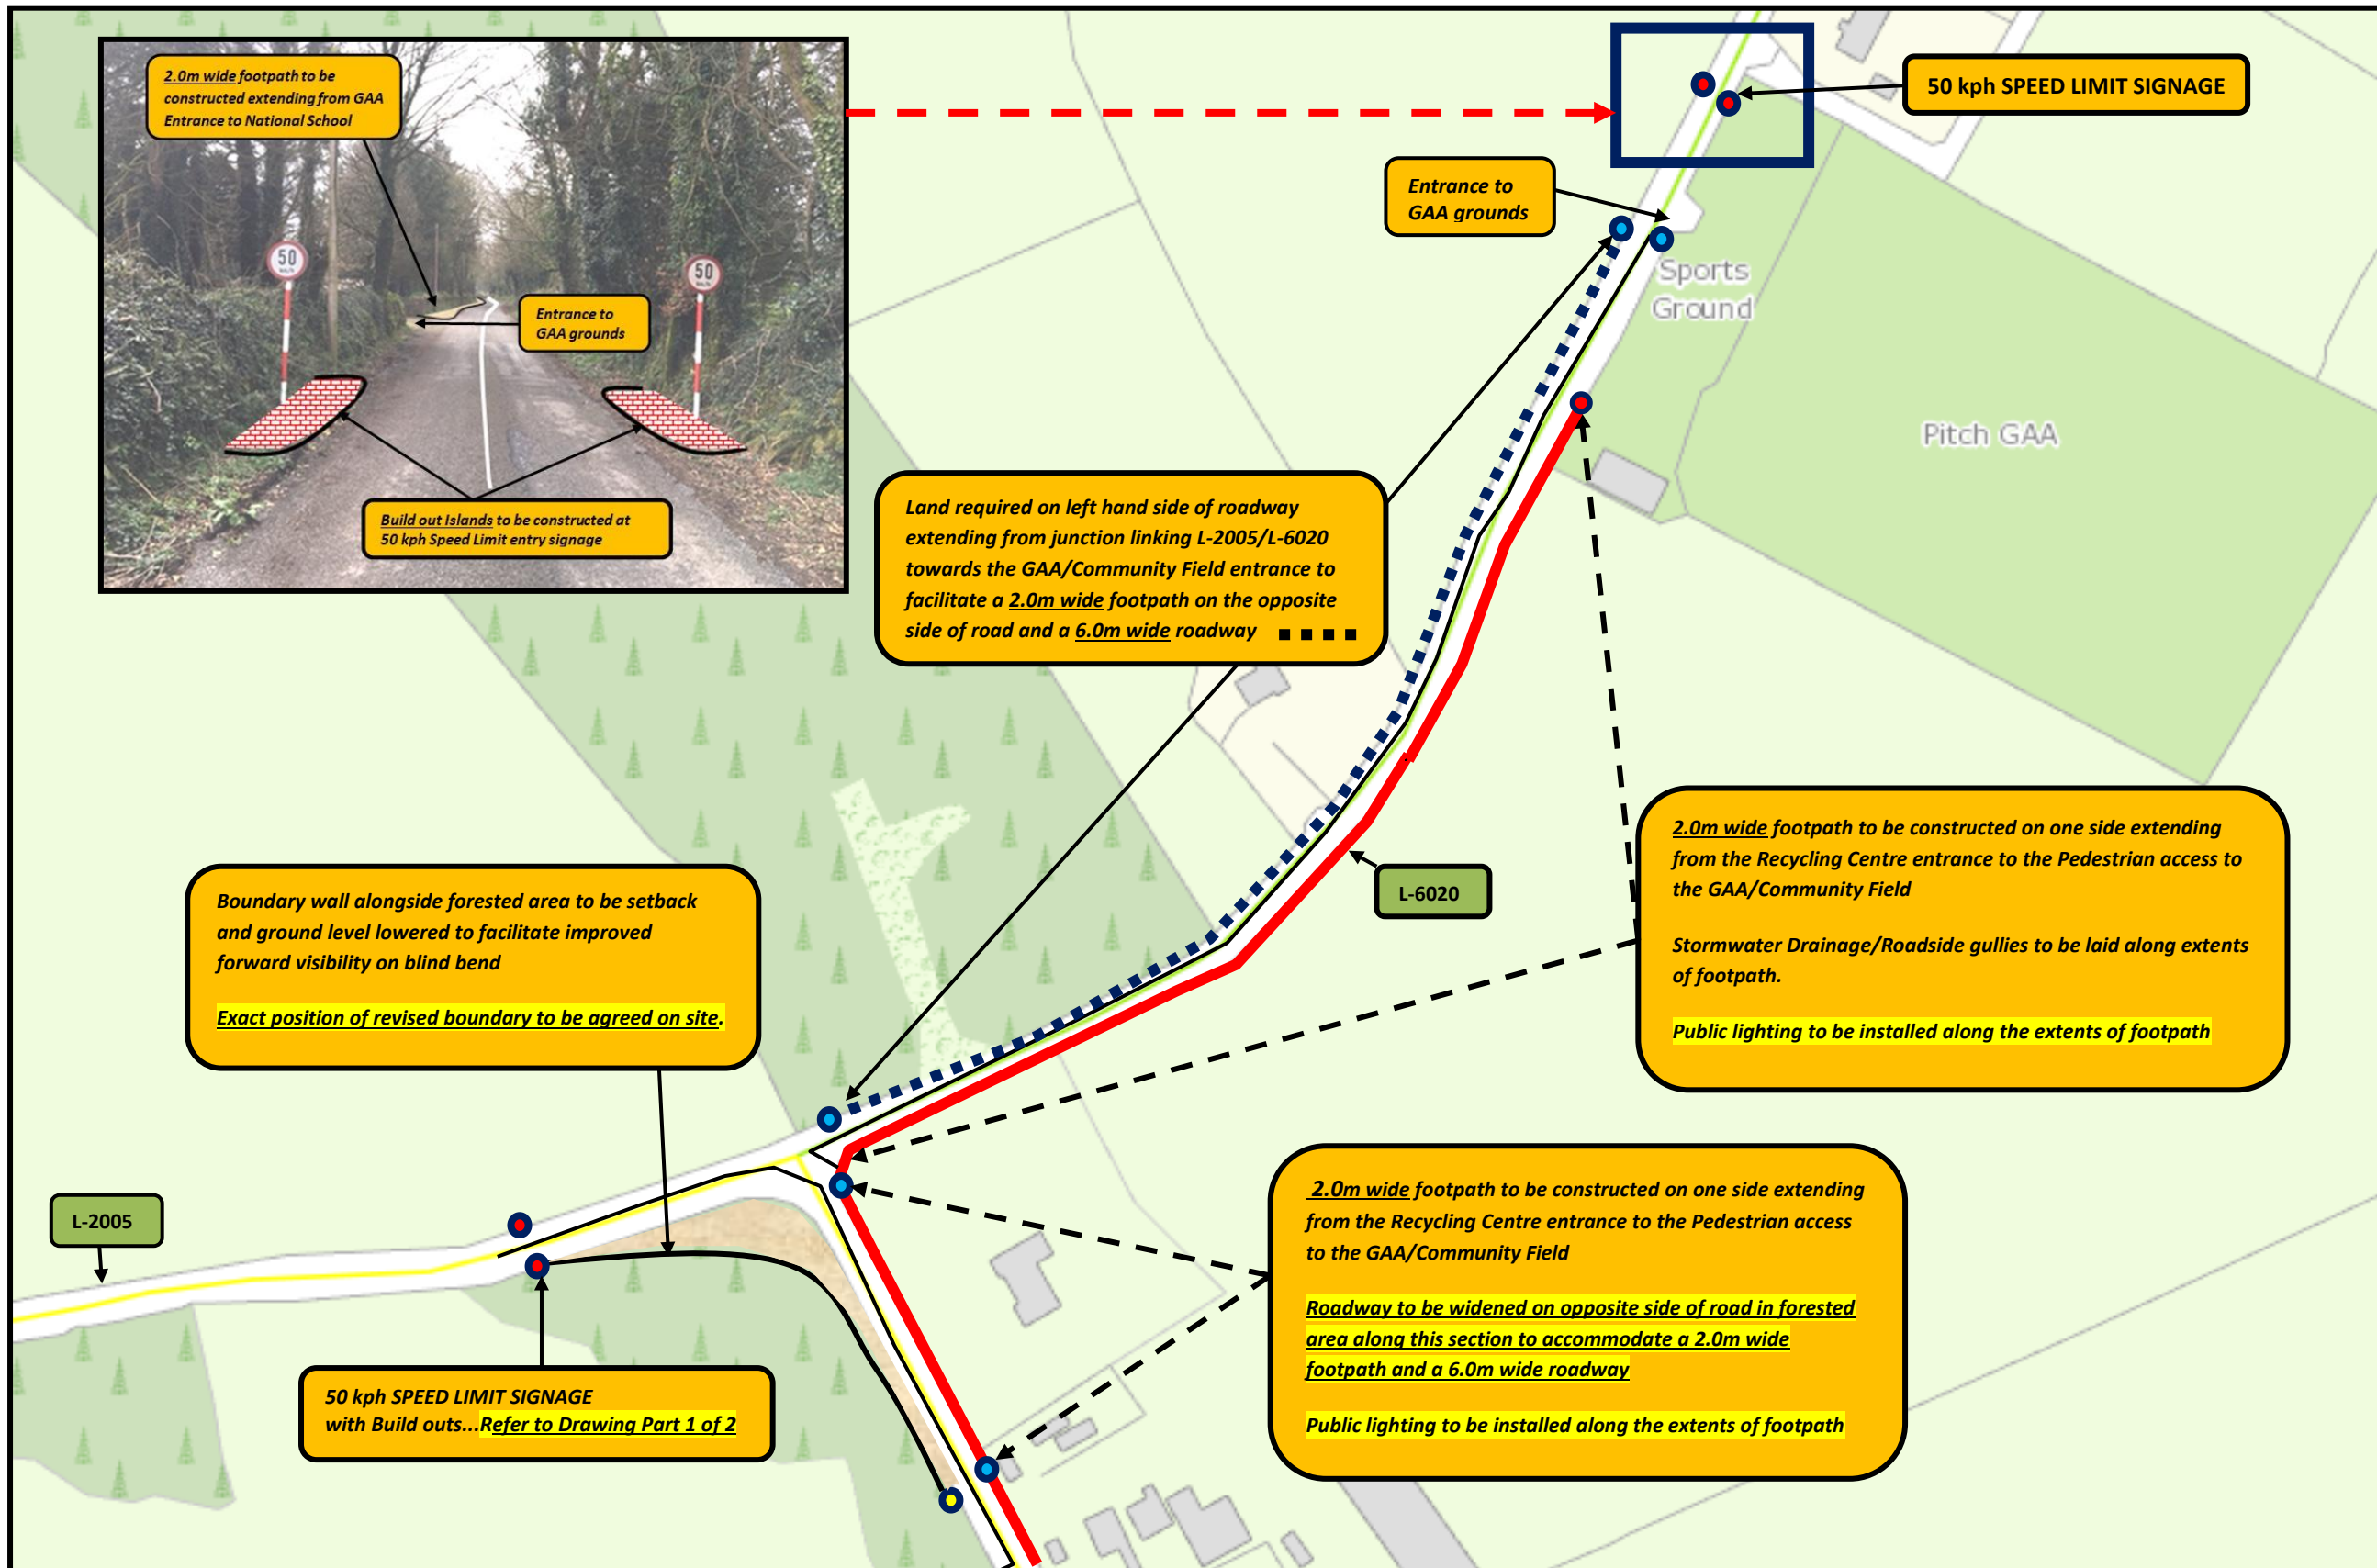 2.0m wide footpath to be
constructed extending from GAA
Entrance to National School
50
50
Entrance to
GAA grounds
Build out Islands to be constructed at
50 kph Speed Limit entry signage
50 kph SPEED LIMIT SIGNAGE
Entrance to
GAA grounds
Sports
Ground
Pitch GAA
Land required on left hand side of roadway
extending from junction linking L-2005/L-6020
towards the GAA/Community Field entrance to
facilitate a 2.0m wide footpath on the opposite
side of road and a 6.0m wide roadway
2.0m wide footpath to be constructed on one side extending
from the Recycling Centre entrance to the Pedestrian access to
the GAA/Community Field
Stormwater Drainage/Roadside gullies to be laid along extents
of footpath.
Public lighting to be installed along the extents of footpath
L-6020
Boundary wall alongside forested area to be setback
and ground level lowered to facilitate improved
forward visibility on blind bend
Exact position of revised boundary to be agreed on site.
2.0m wide footpath to be constructed on one side extending
from the Recycling Centre entrance to the Pedestrian access
to the GAA/Community Field
Roadway to be widened on opposite side of road in forested
area along this section to accommodate a 2.0m wide
footpath and a 6.0m wide roadway
Public lighting to be installed along the extents of footpath
L-2005
50 kph SPEED LIMIT SIGNAGE
with Build outs...Refer to Drawing Part 1 of 2